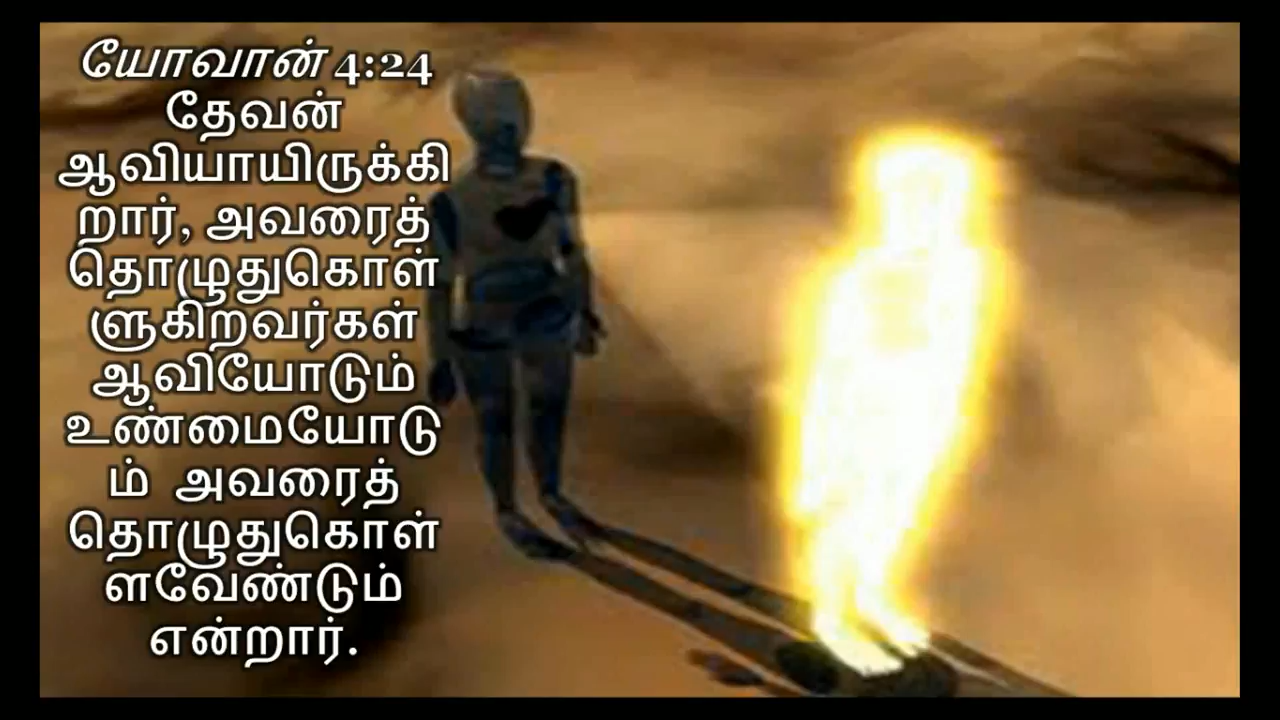 யோவான் 4:24
தேவன்
ஆவியாயிருக்கி
றார், அவரைத்
தொழுதுகொள்
ளுகிறவர்கள்
ஆவியோடும்
உண்மையோடு
ம் அவரைத்
தொழுதுகொள்
ளவேண்டும்
என்றார்.